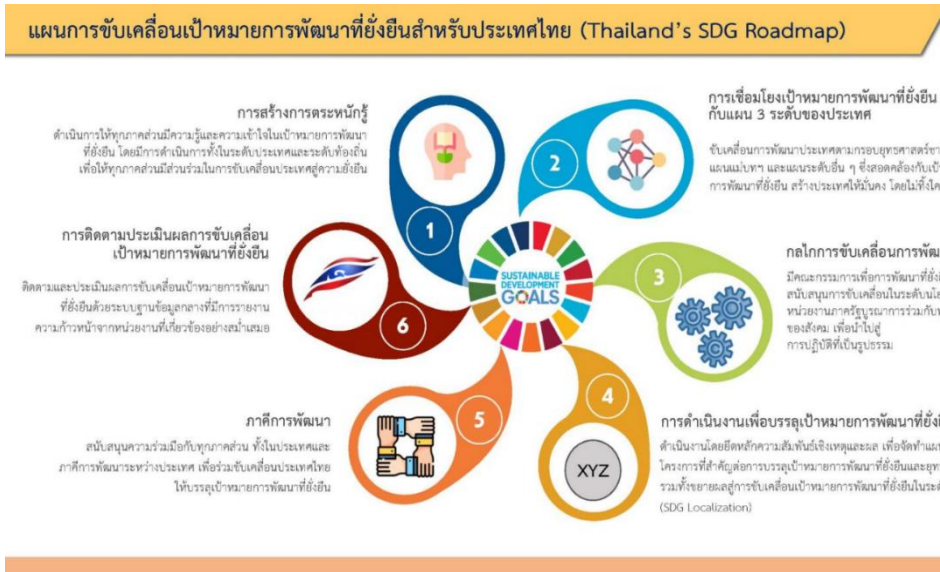 แผนการขับเคลื่อนเป้าหมายการพัฒนาที่ยั่งยืนสำหรับประเทศไทย (Thailand's SDG Roadmap)
การสร้างการตระหนักรู้
ดำเนินการให้ทุกภาคส่วนมีความรู้และความเข้าใจในเป้าหมายการพัฒนา
ที่ยั่งยืน โดยมีการดำเนินการทั้งในระดับประเทศและระดับท้องถิ่น
เพื่อให้ทุกภาคส่วนมีส่วนร่วมในการขับเคลื่อนประเทศสู่ความยั่งยืน
1
การเชื่อมโยงเป้าหมายการพัฒนาที่ยั่งยืน
กับแผน 3 ระดับของประเทศ
ขับเคลื่อนการพัฒนาประเทศตามกรอบยุทธศาสตร์ชา
แผนแม่บทฯ และแผนระดับอื่น ๆ ซึ่งสอดคล้องกับเป้
การพัฒนาที่ยั่งยืน สร้างประเทศให้มั่นคง โดยไม่ทิ้งใค
2
กลไกการขับเคลื่อนการพัฒ
มีคณะกรรมการเพื่อการพัฒนาที่ยั่งยื
สนับสนุนการขับเคลื่อนในระดับนโย
หน่วยงานภาครัฐบูรณาการร่วมกับทุ
ของสังคม เพื่อนำไปสู่
การปฏิบัติที่เป็นรูปธรรม
3
SUSTAINABLE
DEVELOPMENT
GOALS
การดำเนินงานเพื่อบรรลุเป้าหมายการพัฒนาที่ยั่งยื
ดำเนินงานโดยยึดหลักความสัมพันธ์เชิงเหตุและผล เพื่อจัดทำแผน
โครงการที่สำคัญต่อการบรรลุเป้าหมายการพัฒนาที่ยั่งยืนและยุท
รวมทั้งขยายผลสู่การขับเคลื่อนเป้าหมายการพัฒนาที่ยั่งยืนในระดั
(SDG Localization)
4
XYZ
ภาคีการพัฒนา
สนับสนุนความร่วมมือกับทุกภาคส่วน ทั้งในประเทศและ
ภาคีการพัฒนาระหว่างประเทศ เพื่อร่วมขับเคลื่อนประเทศไทย
ให้บรรลุเป้าหมายการพัฒนาที่ยั่งยืน
5
การติดตามประเมินผลการขับเคลื่อน
เป้าหมายการพัฒนาที่ยั่งยืน
ติดตามและประเมินผลการขับเคลื่อนเป้าหมายการพัฒนา
ที่ยั่งยืนด้วยระบบฐานข้อมูลกลางที่มีการรายงาน
ความก้าวหน้าจากหน่วยงานที่เกี่ยวข้องอย่างสม่ำเสมอ
6